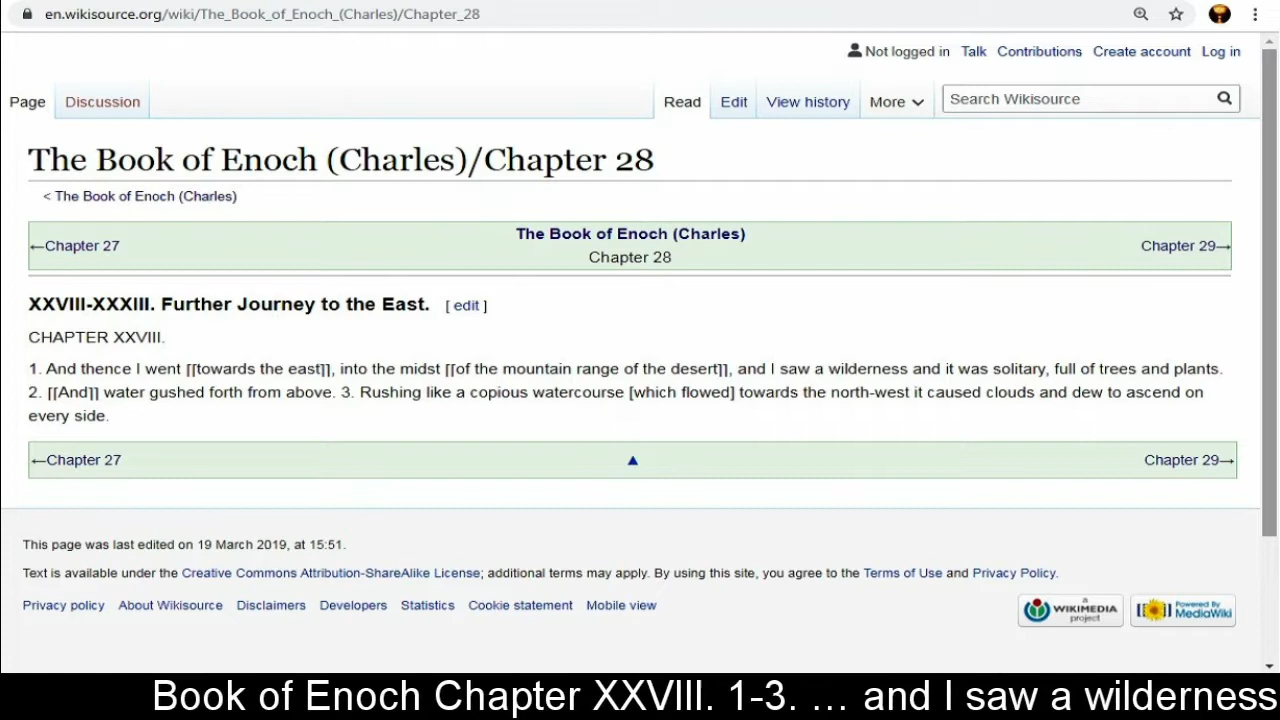 en.wikisource.org/wiki/The_Book_of_Enoch_(Charles)/Chapter_28
Not logged in Talk Contributions Create account Log in
Page Discussion Read Edit View history More Search Wikisource
The Book of Enoch (Charles)/Chapter 28
< The Book of Enoch (Charles)
The Book of Enoch (Charles)
←Chapter 27 Chapter 29→
Chapter 28
XXVIII-XXXIII. Further Journey to the East. [ edit ]
CHAPTER XXVIII.
1. And thence I went [[towards the east]], into the midst [[of the mountain range of the desert]], and I saw a wilderness and it was solitary, full of trees and plants.
2. [[And]] water gushed forth from above. 3. Rushing like a copious watercourse [which flowed] towards the north-west it caused clouds and dew to ascend on
every side.
←Chapter 27 ▲ Chapter 29→
This page was last edited on 19 March 2019, at 15:51.
Text is available under the Creative Commons Attribution-ShareAlike License; additional terms may apply. By using this site, you agree to the Terms of Use and Privacy Policy.
Privacy policy About Wikisource Disclaimers Developers Statistics Cookie statement Mobile view
a WIKIMEDIA project
Powered By MediaWiki
Book of Enoch Chapter XXVIII. 1-3. … and I saw a wilderness